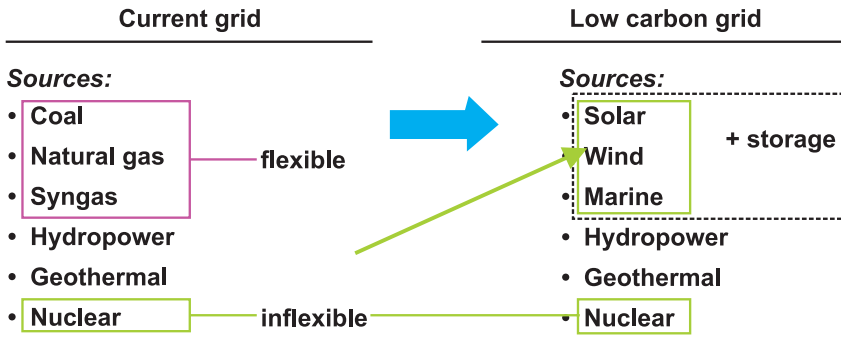 Current grid
Low carbon grid
Sources:
• Coal
• Natural gas
• Syngas
• Hydropower
• Geothermal
• Nuclear
flexible
inflexible
Sources:
• Solar
• Wind
• Marine
• Hydropower
• Geothermal
• Nuclear
+ storage